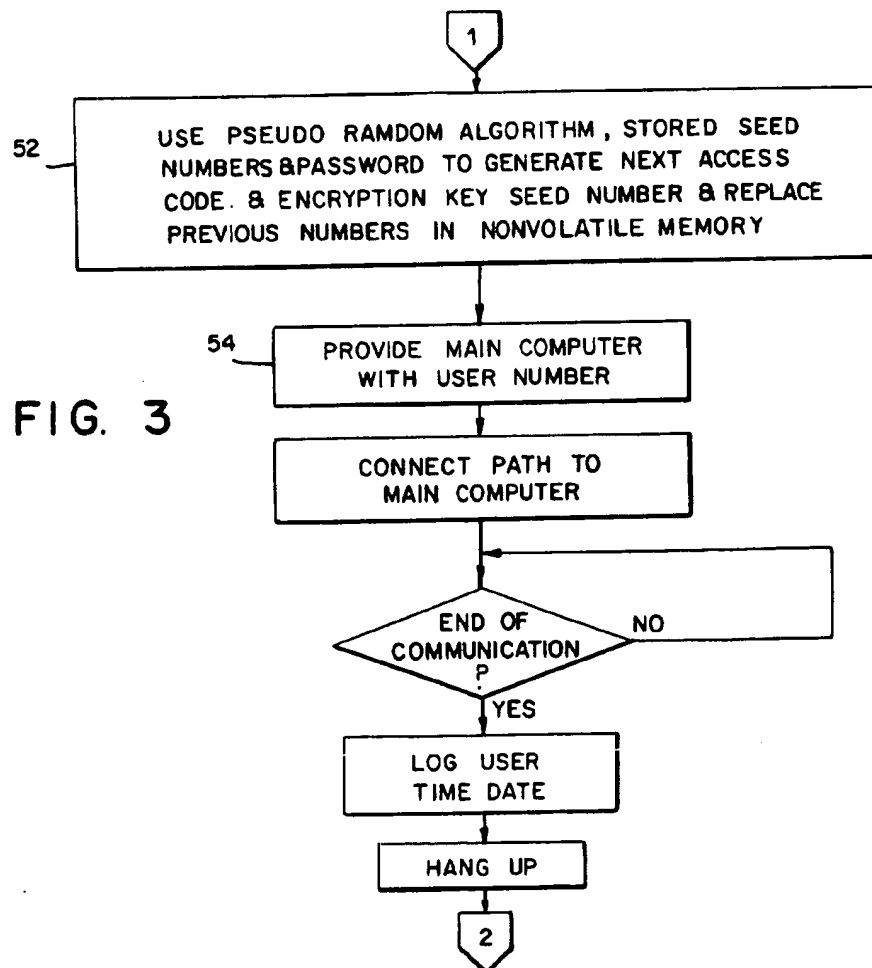 1
52
USE PSEUDO RAMDOM ALGORITHM, STORED SEED
NUMBERS & PASSWORD TO GENERATE NEXT ACCESS
CODE. & ENCRYPTION KEY SEED NUMBER & REPLACE
PREVIOUS NUMBERS IN NONVOLATILE MEMORY
54
PROVIDE MAIN COMPUTER
WITH USER NUMBER
FIG. 3
CONNECT PATH TO
MAIN COMPUTER
END OF
COMMUNICATION
?
NO
YES
LOG USER
TIME DATE
HANG UP
2